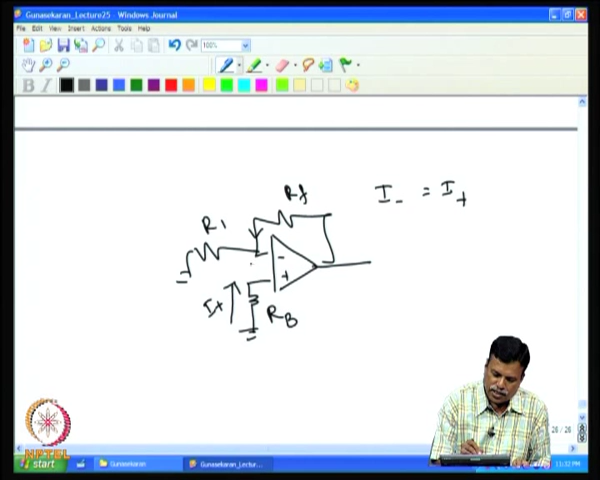 Gunasekaran_Lecture25 - Windows Journal
File Edit View Insert Actions Tools Help
100%
B I
Rf
I- = I+
R1
-
+
I+
RB
26 / 26
NPTEL
start
Gunasekaran
Gunasekaran_Lectur...
11:32 PM